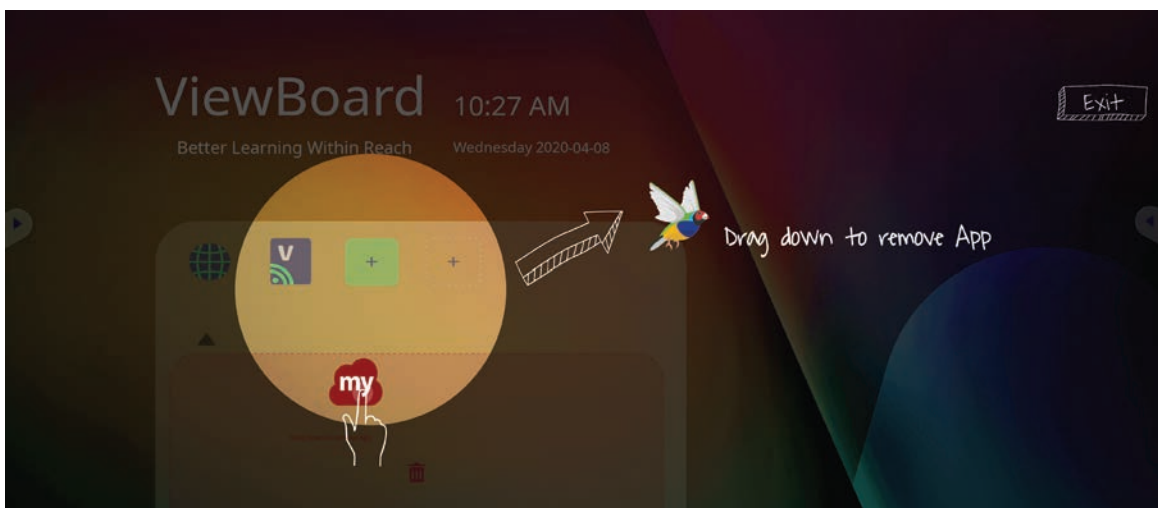 ViewBoard
10:27 AM
Exit
Better Learning Within Reach
Wednesday 2020-04-08
V
+
+
Drag down to remove App
my